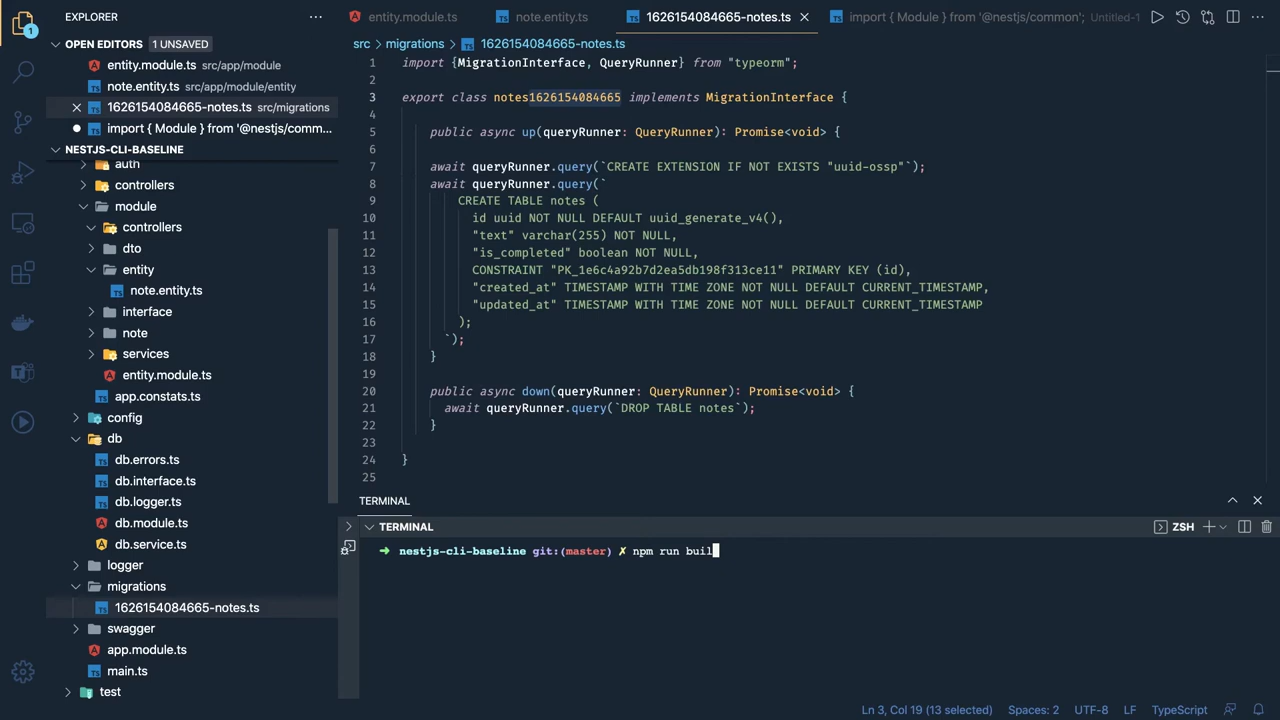 EXPLORER
OPEN EDITORS 1 UNSAVED
entity.module.ts src/app/module
note.entity.ts src/app/module/entity
1626154084665-notes.ts src/migrations
import { Module } from '@nestjs/comm...
NESTJS-CLI-BASELINE
auth
controllers
module
controllers
dto
entity
note.entity.ts
interface
note
services
entity.module.ts
app.constats.ts
config
db
db.errors.ts
db.interface.ts
db.logger.ts
db.module.ts
db.service.ts
logger
migrations
1626154084665-notes.ts
swagger
app.module.ts
main.ts
test
1
entity.module.ts note.entity.ts 1626154084665-notes.ts import { Module } from '@nestjs/common'; Untitled-1
src migrations 1626154084665-notes.ts
1 import {MigrationInterface, QueryRunner} from "typeorm";
2
3 export class notes1626154084665 implements MigrationInterface {
4
5 public async up(queryRunner: QueryRunner): Promise<void> {
6
7 await queryRunner.query(`CREATE EXTENSION IF NOT EXISTS "uuid-ossp"`);
8 await queryRunner.query(`
9 CREATE TABLE notes (
10 id uuid NOT NULL DEFAULT uuid_generate_v4(),
11 "text" varchar(255) NOT NULL,
12 "is_completed" boolean NOT NULL,
13 CONSTRAINT "PK_1e6c4a92b7d2ea5db198f313ce11" PRIMARY KEY (id),
14 "created_at" TIMESTAMP WITH TIME ZONE NOT NULL DEFAULT CURRENT_TIMESTAMP,
15 "updated_at" TIMESTAMP WITH TIME ZONE NOT NULL DEFAULT CURRENT_TIMESTAMP
16 );
17 `);
18 }
19
20 public async down(queryRunner: QueryRunner): Promise<void> {
21 await queryRunner.query(`DROP TABLE notes`);
22 }
23
24 }
25
TERMINAL
TERMINAL ZSH
➜ nestjs-cli-baseline git:(master) ✗ npm run buil
Ln 3, Col 19 (13 selected) Spaces: 2 UTF-8 LF TypeScript